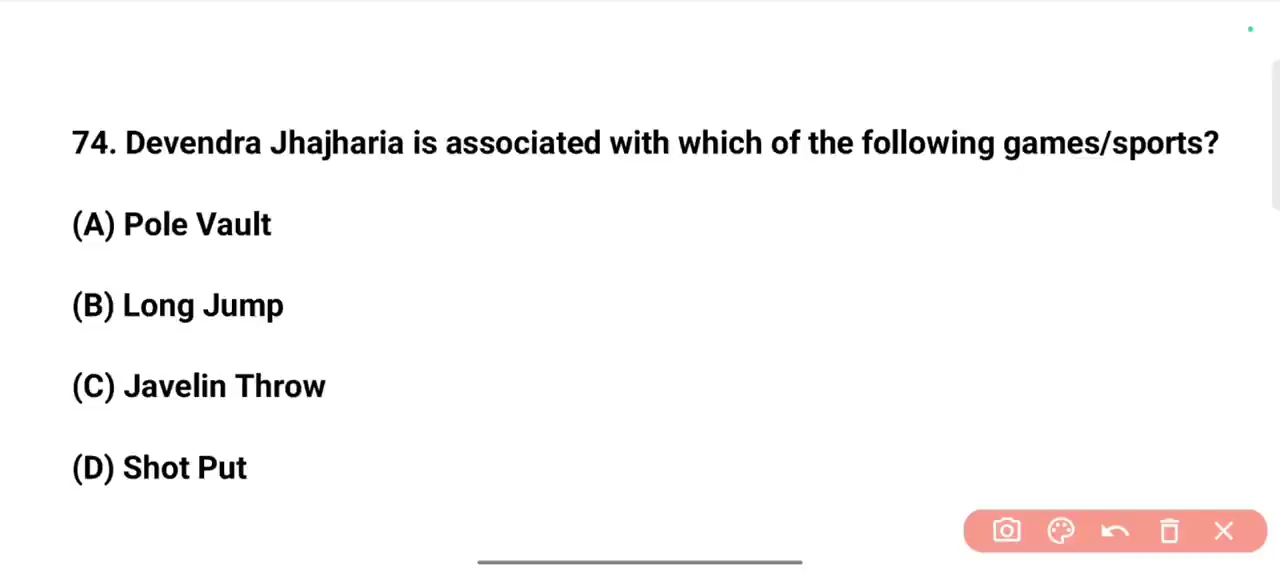 74. Devendra Jhajharia is associated with which of the following games/sports?
(A) Pole Vault
(B) Long Jump
(C) Javelin Throw
(D) Shot Put